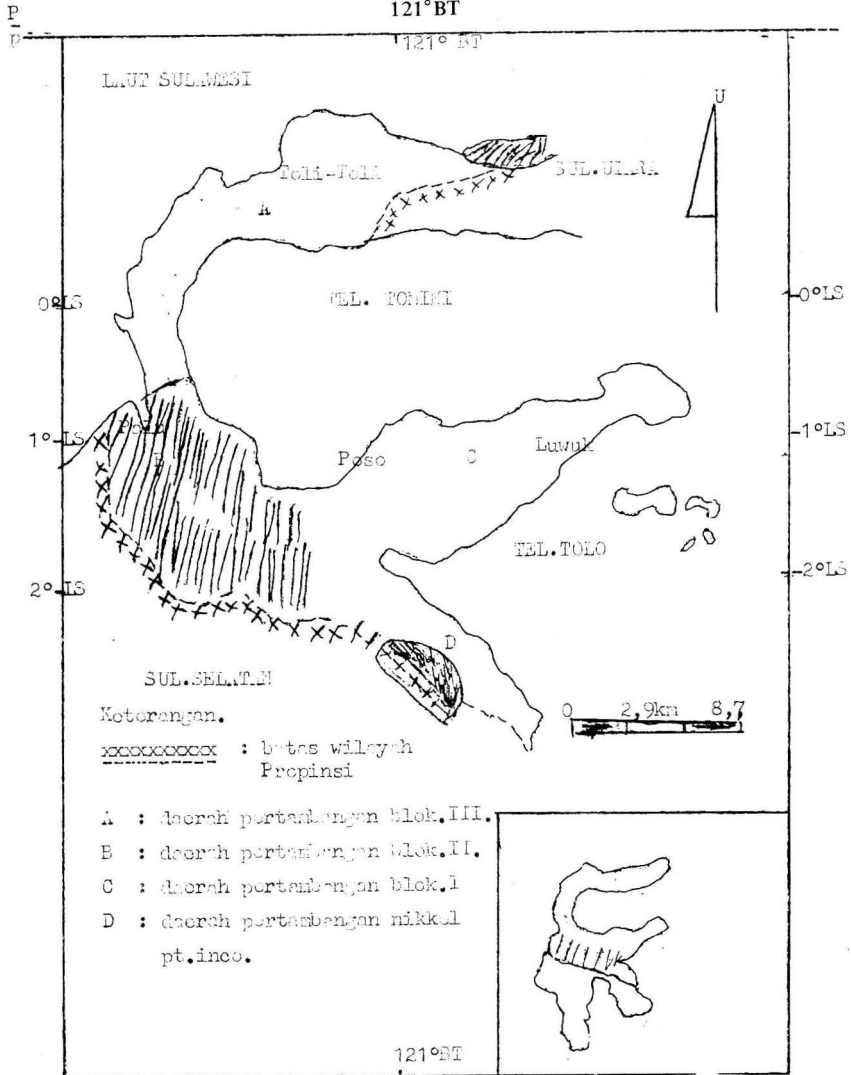 P
p
121°BT
121° BT
LAUT SULAWESI
U
Toli-Toli
SUL.UTARA
A
TEL. TOMINI
0°LS
0°LS
1°LS
1°LS
B
Poso
C
Luwuk
TEL.TOLO
2°LS
2°LS
D
SUL.SELATAN
0 2,9km 8,7
Keterangan.
xxxxxxxxxx : batas wilayah
Propinsi
A : daerah pertambangan blok.III.
B : daerah pertambangan blok.II.
C : daerah pertambangan blok.I
D : daerah pertambangan nikkel
pt.inco.
121°BT